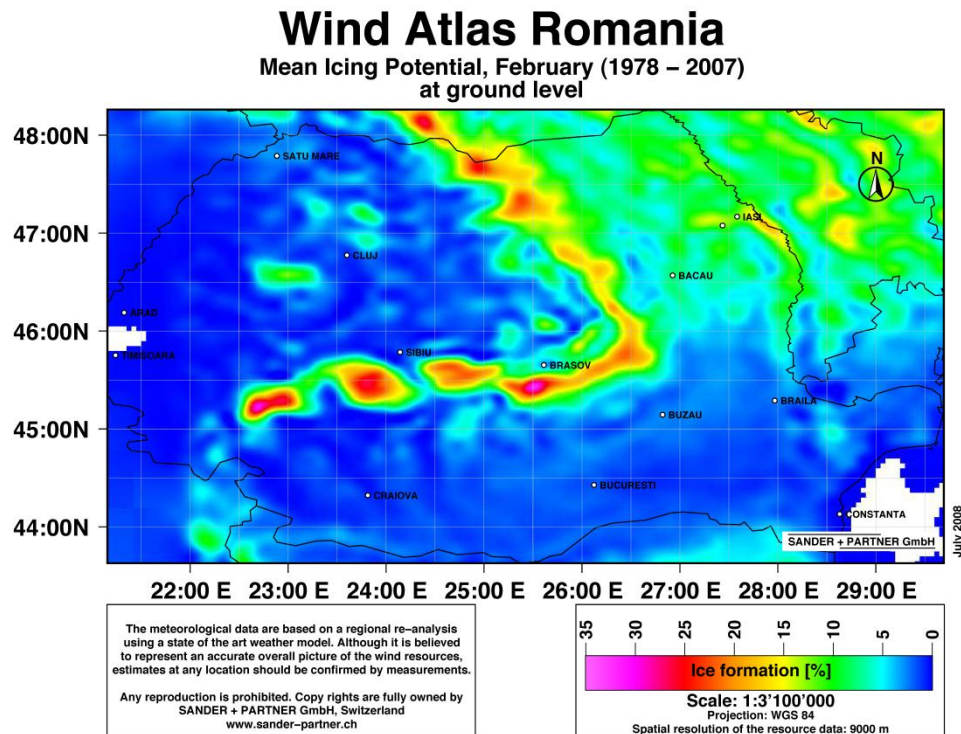 Wind Atlas Romania
Mean Icing Potential, February (1978 – 2007)
at ground level
48:00N
47:00N
46:00N
45:00N
44:00N
SATU MARE
N
IASI
CLUJ
BACAU
ARAD
TIMISOARA
SIBIU
BRASOV
BRAILA
BUZAU
CRAIOVA
BUCURESTI
ONSTANTA
SANDER + PARTNER GmbH
July 2008
22:00 E 23:00 E 24:00 E 25:00 E 26:00 E 27:00 E 28:00 E 29:00 E
The meteorological data are based on a regional re–analysis
using a state of the art weather model. Although it is believed
to represent an accurate overall picture of the wind resources,
estimates at any location should be confirmed by measurements.
Any reproduction is prohibited. Copy rights are fully owned by
SANDER + PARTNER GmbH, Switzerland
www.sander–partner.ch
35 30 25 20 15 10 5 0
Ice formation [%]
Scale: 1:3'100'000
Projection: WGS 84
Spatial resolution of the resource data: 9000 m